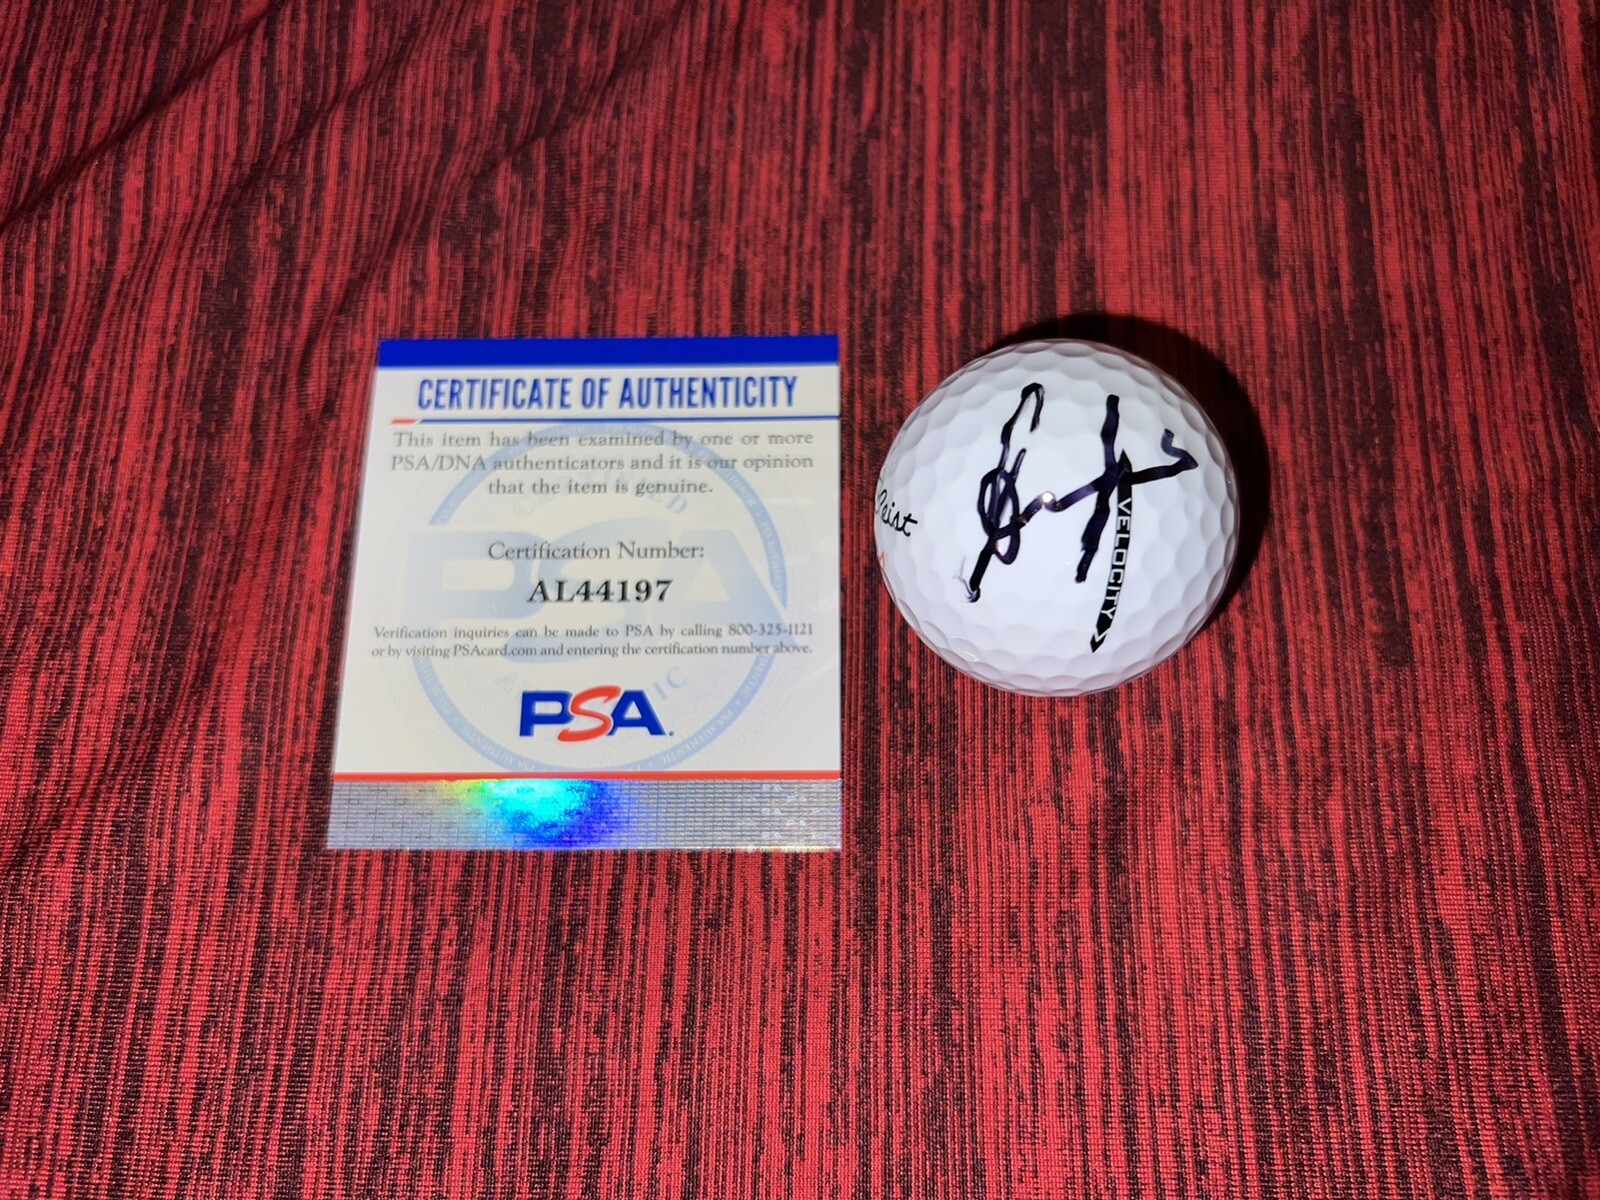 CERTIFICATE OF AUTHENTICITY
This item has been examined by one or more
PSA/DNA authenticators and it is our opinion
that the item is genuine.
Certification Number:
AL44197
Verification inquiries can be made to PSA by calling 800-325-1121
or by visiting PSAcard.com and entering the certification number above.
PSA.
VELOCITY